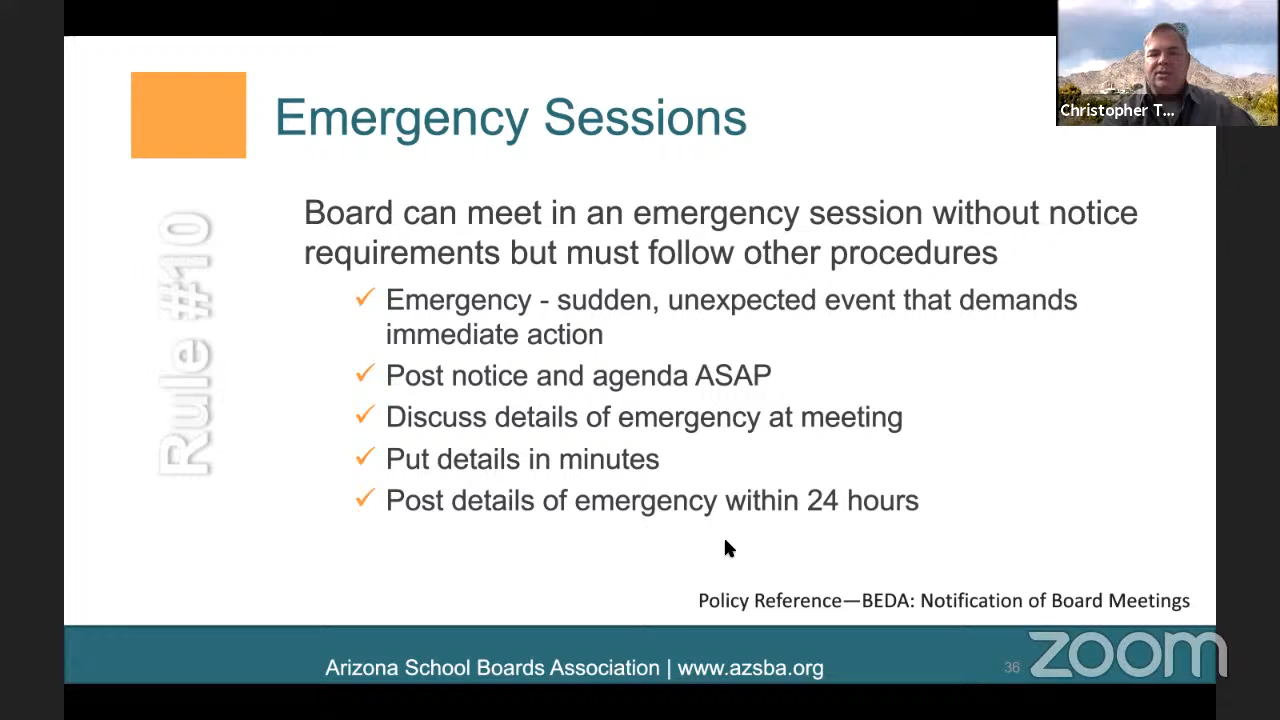 Christopher T...
Emergency Sessions
Rule #10
Board can meet in an emergency session without notice
requirements but must follow other procedures
✓ Emergency - sudden, unexpected event that demands
immediate action
✓ Post notice and agenda ASAP
✓ Discuss details of emergency at meeting
✓ Put details in minutes
✓ Post details of emergency within 24 hours
Policy Reference—BEDA: Notification of Board Meetings
Arizona School Boards Association | www.azsba.org
36
zoom